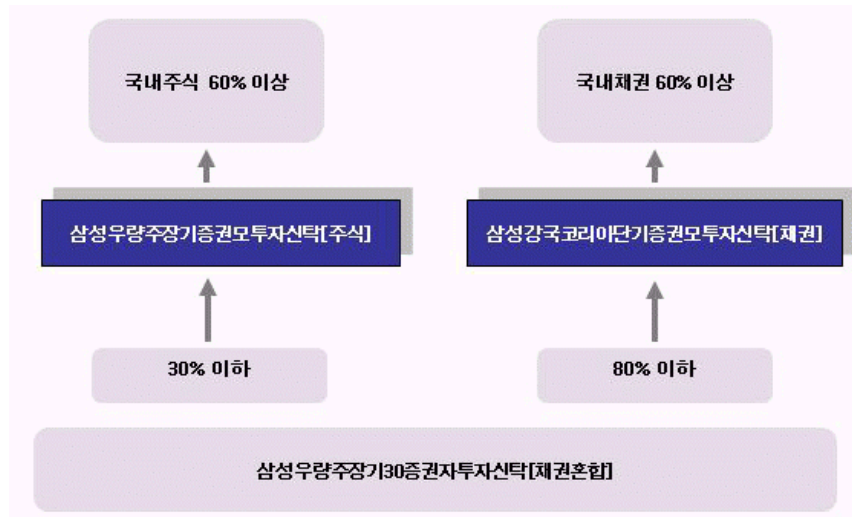 국내주식 60% 이상
국내채권 60% 이상
삼성우량주장기증권모투자신탁[주식]
삼성강국코리아단기증권모투자신탁[채권]
30% 이하
80% 이하
삼성우량주장기30증권자투자신탁[채권혼합]